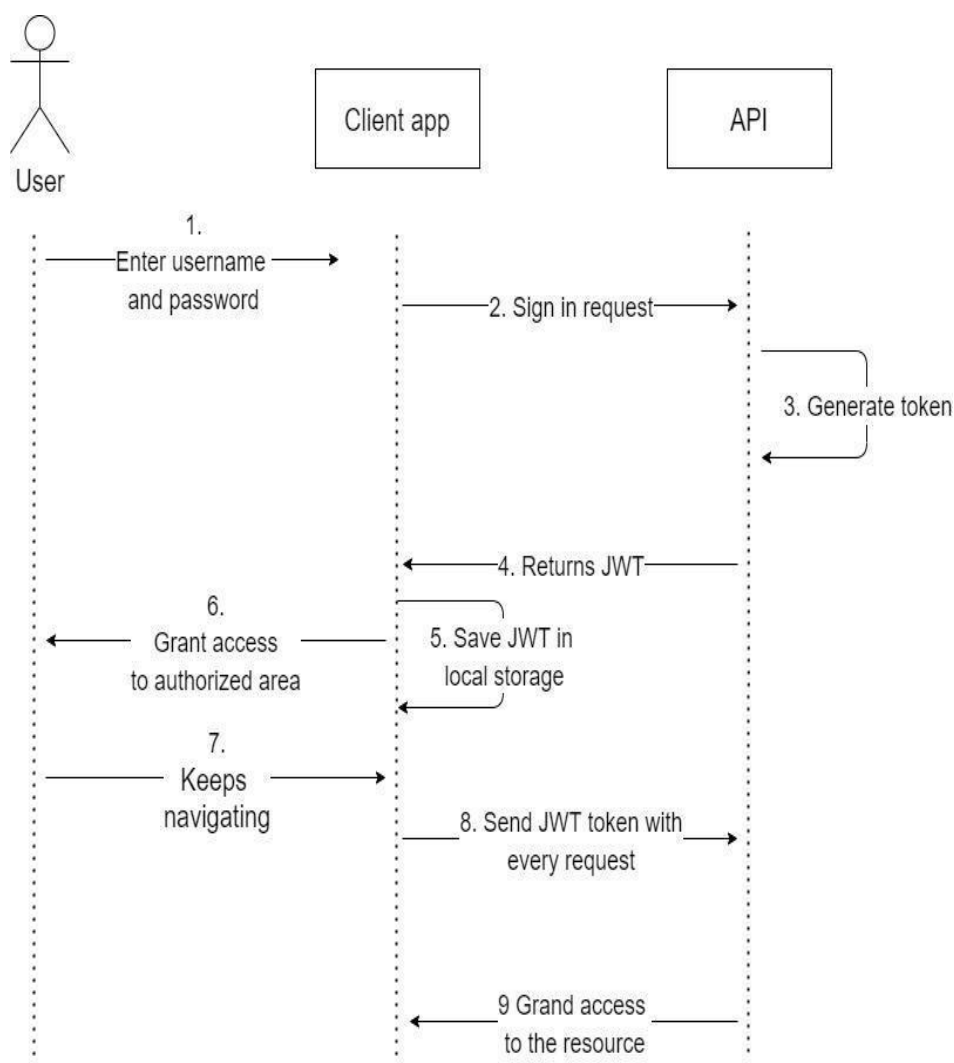 Client app
API
User
1.
Enter username
and password
2. Sign in request
3. Generate token
4. Returns JWT
6.
Grant access
to authorized area
5. Save JWT in
local storage
7.
Keeps
navigating
8. Send JWT token with
every request
9 Grand access
to the resource